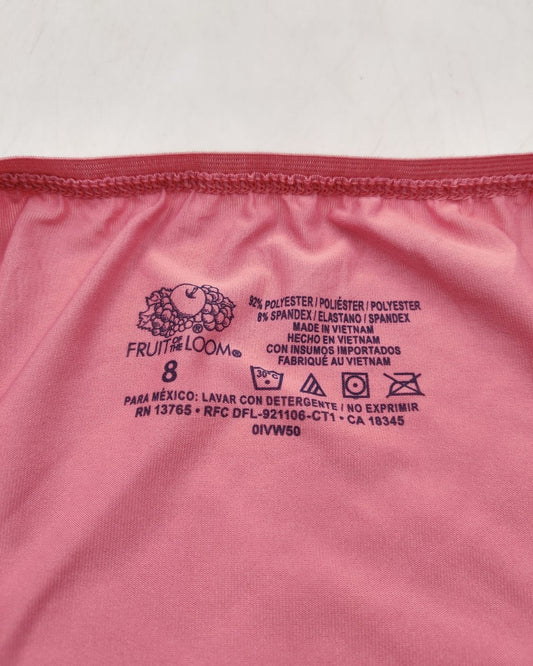 FRUIT OF THE LOOM®
8
92% POLYESTER / POLIÉSTER / POLYESTER
8% SPANDEX / ELASTANO / SPANDEX
MADE IN VIETNAM
HECHO EN VIETNAM
CON INSUMOS IMPORTADOS
FABRIQUÉ AU VIETNAM
30°C
PARA MÉXICO: LAVAR CON DETERGENTE / NO EXPRIMIR
RN 13765 • RFC DFL-921106-CT1 • CA 18345
0IVW50